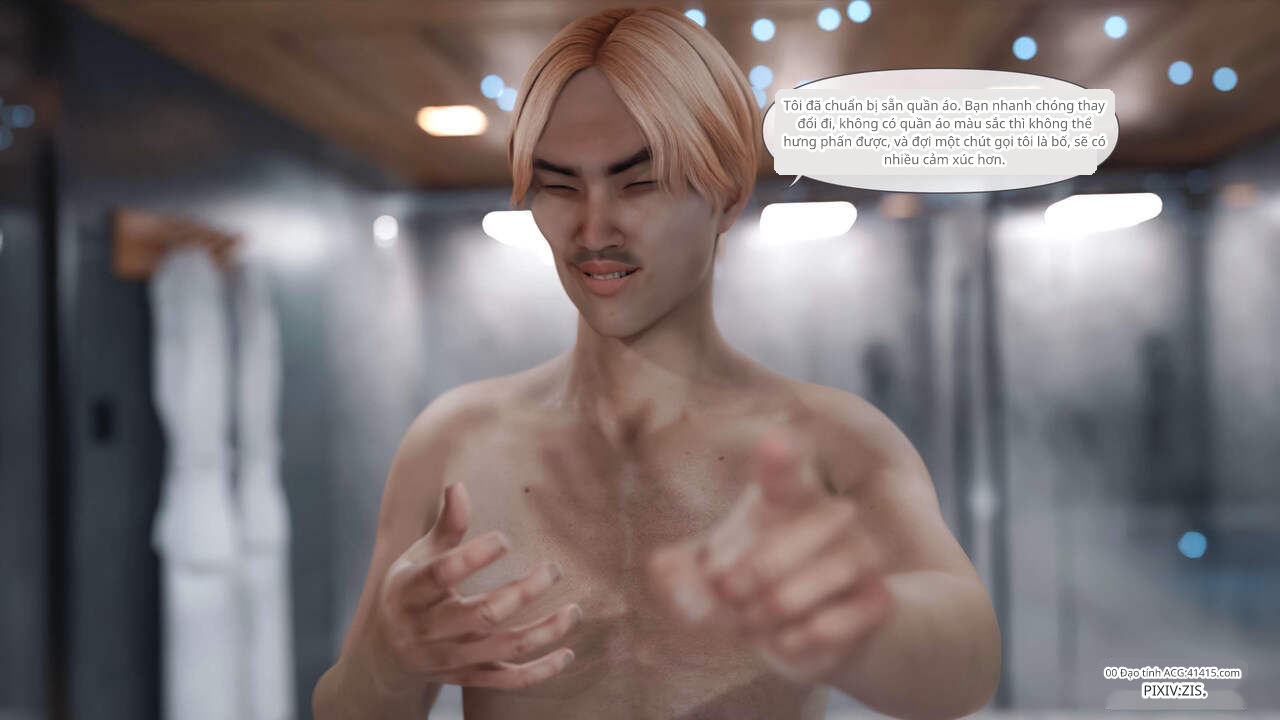 Tôi đã chuẩn bị sẵn quần áo. Bạn nhanh chóng thay
đổi đi, không có quần áo màu sắc thì không thể
hưng phấn được, và đợi một chút gọi tôi là bố, sẽ có
nhiều cảm xúc hơn.
00 Đạo tính ACG:41415.com
PIXIV:ZIS.